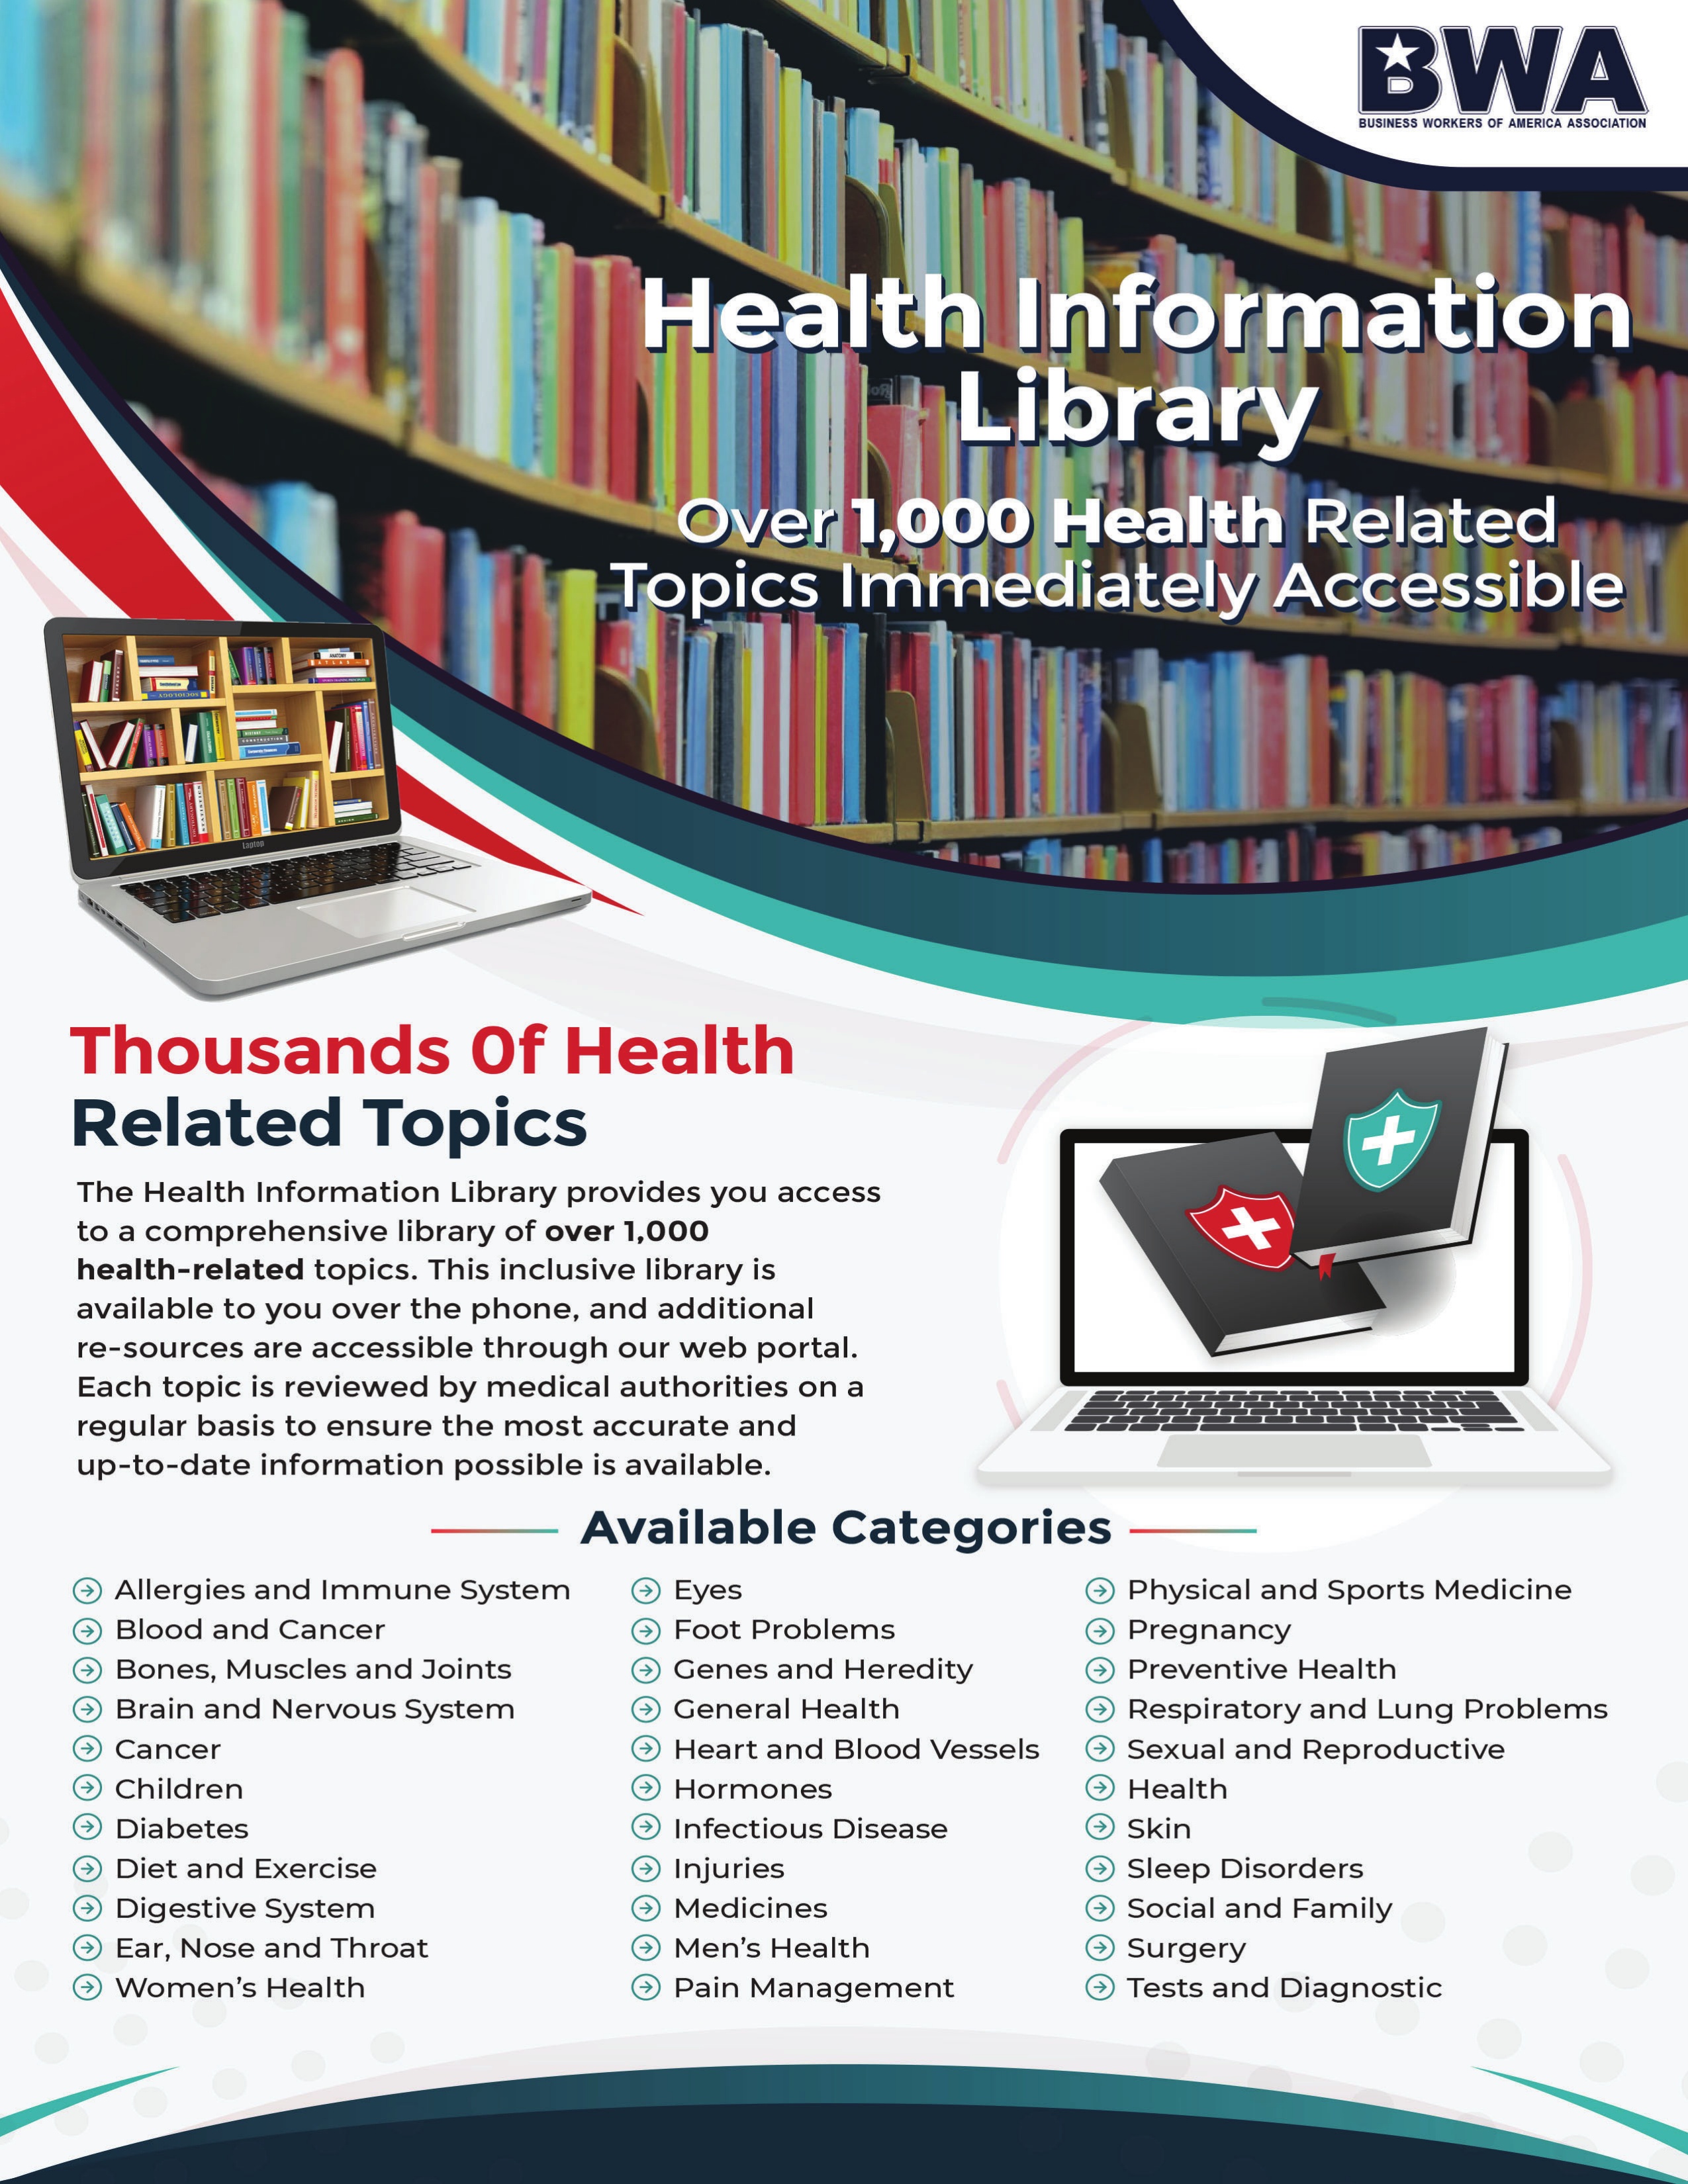 BWA
BUSINESS WORKERS OF AMERICA ASSOCIATION
Health Information
Library
Over 1,000 Health Related
Topics Immediately Accessible
ANATOMY
ATLAS
SOCIOLOGY
HISTORY
CONSTRUCTION
STATISTICS
Laptop
Thousands Of Health
Related Topics
The Health Information Library provides you access
to a comprehensive library of over 1,000
health-related topics. This inclusive library is
available to you over the phone, and additional
re-sources are accessible through our web portal.
Each topic is reviewed by medical authorities on a
regular basis to ensure the most accurate and
up-to-date information possible is available.
Available Categories
Allergies and Immune System
Blood and Cancer
Bones, Muscles and Joints
Brain and Nervous System
Cancer
Children
Diabetes
Diet and Exercise
Digestive System
Ear, Nose and Throat
Women's Health
Eyes
Foot Problems
Genes and Heredity
General Health
Heart and Blood Vessels
Hormones
Infectious Disease
Injuries
Medicines
Men's Health
Pain Management
Physical and Sports Medicine
Pregnancy
Preventive Health
Respiratory and Lung Problems
Sexual and Reproductive
Health
Skin
Sleep Disorders
Social and Family
Surgery
Tests and Diagnostic